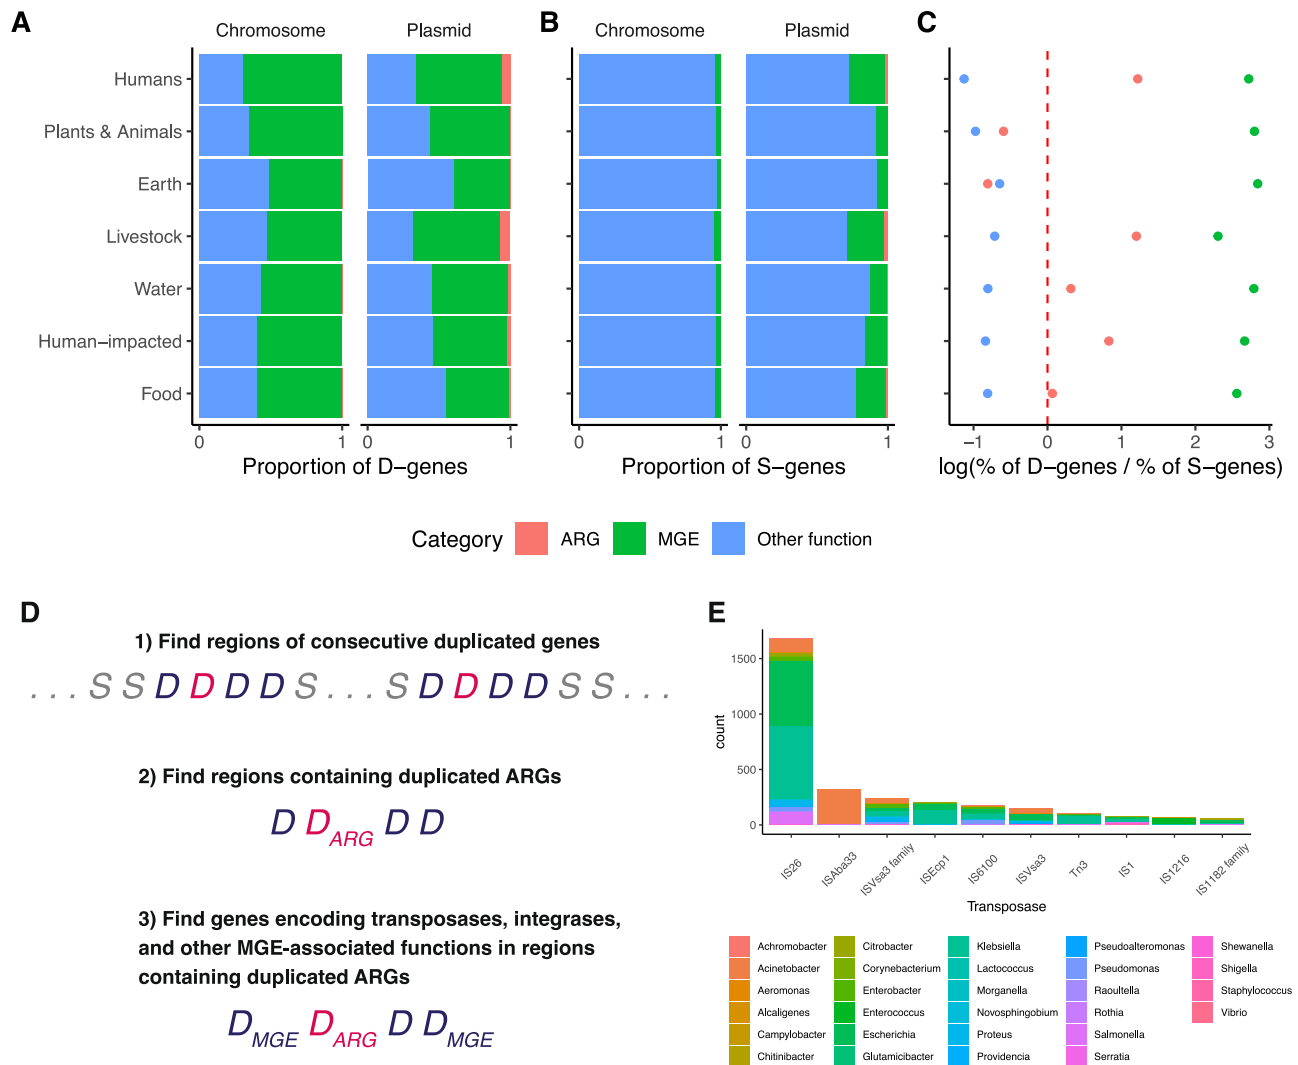 A
B
C
Chromosome Plasmid
Chromosome Plasmid
Humans
Plants & Animals
Earth
Livestock
Water
Human−impacted
Food
0 1 0 1
0 1 0 1
−1 0 1 2 3
Proportion of D−genes
Proportion of S−genes
log(% of D−genes / % of S−genes)
Category ARG MGE Other function
D
1) Find regions of consecutive duplicated genes
. . . S S D D D D S . . . S D D D D S S . . .
2) Find regions containing duplicated ARGs
D DARG D D
3) Find genes encoding transposases, integrases,
and other MGE-associated functions in regions
containing duplicated ARGs
DMGE DARG D DMGE
E
count
1500
1000
500
0
IS26
ISAba33
ISVsa3 family
ISEcp1
IS6100
ISVsa3
Tn3
IS1
IS1216
IS1182 family
Transposase
Achromobacter Citrobacter Klebsiella Pseudoalteromonas Shewanella
Acinetobacter Corynebacterium Lactococcus Pseudomonas Shigella
Aeromonas Enterobacter Morganella Raoultella Staphylococcus
Alcaligenes Enterococcus Novosphingobium Rothia Vibrio
Campylobacter Escherichia Proteus Salmonella
Chitinibacter Glutamicibacter Providencia Serratia